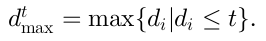 $d_{\max}^{t} = \max\{d_i | d_i \leq t\}.$